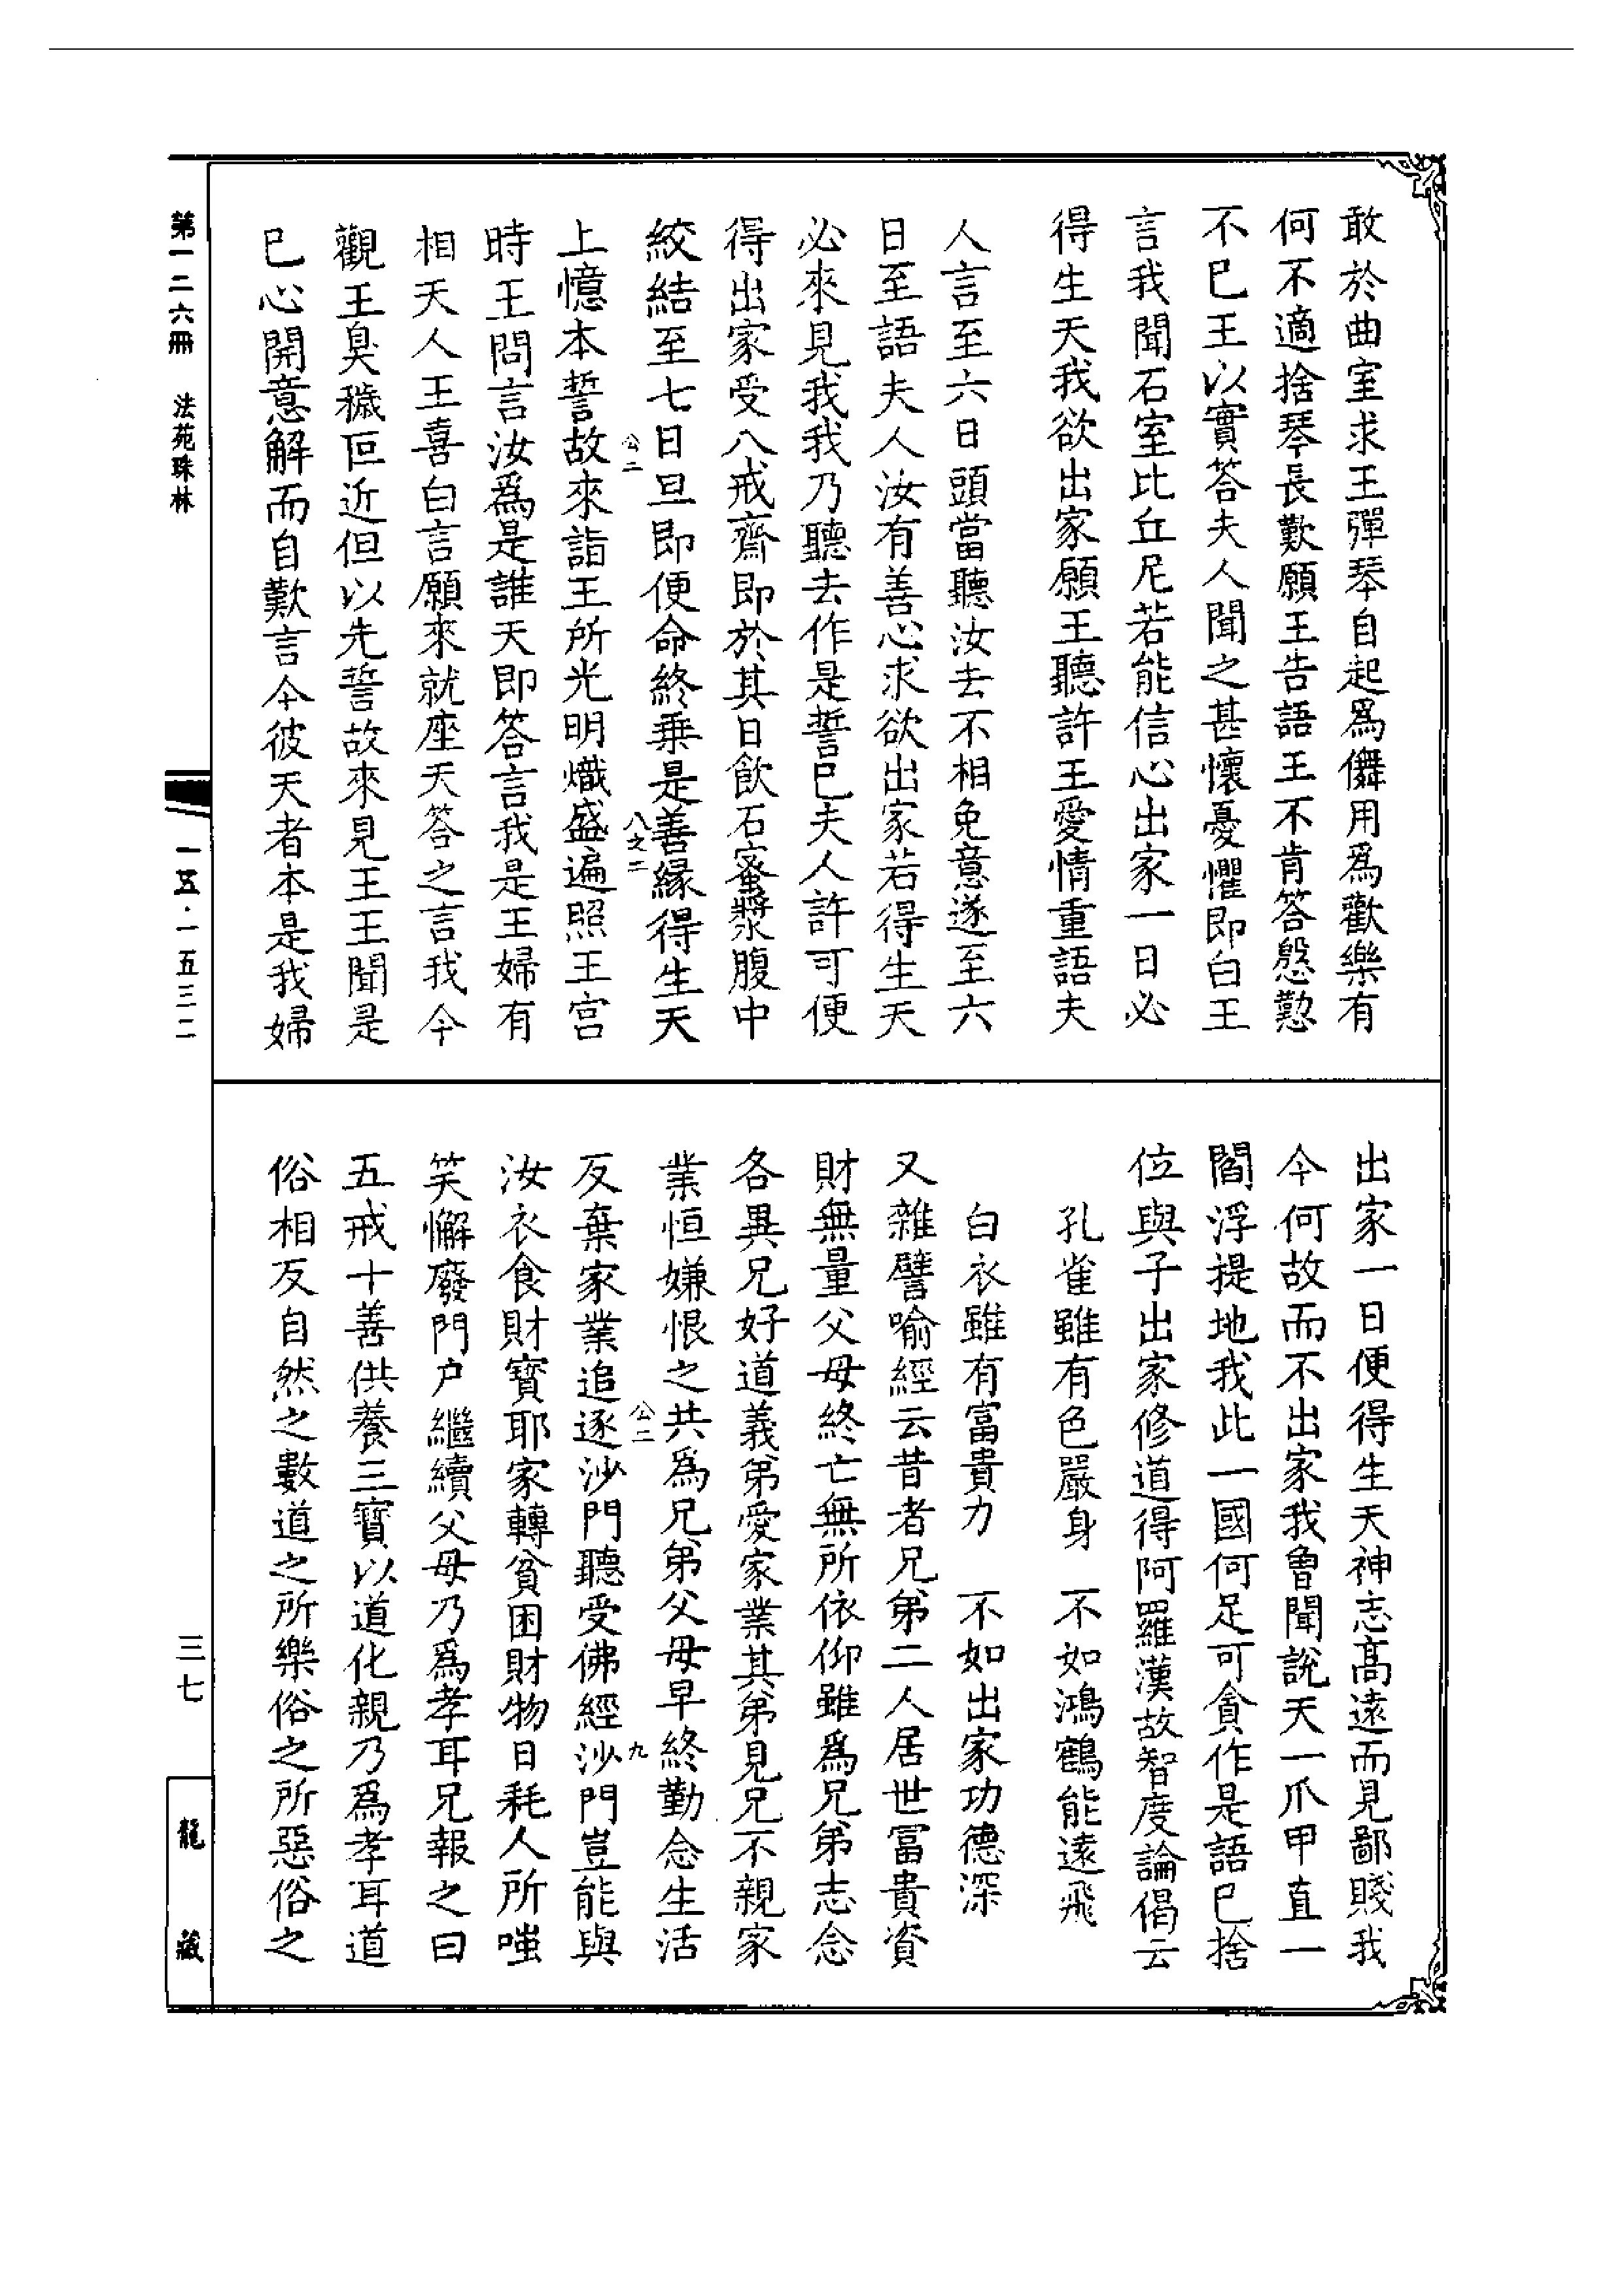 敢於曲室求王彈琴自起爲儛用爲歡樂有
何不適捨琴長歎願王告語王不肯答慇懃
不已王以實答夫人聞之甚懷憂懼即白王
言我聞石室比丘尼若能信心出家一日必
得生天我欲出家願王聽許王愛情重語夫
人言至六日頭當聽汝去不相免意遂至六
日至語夫人汝有善心求欲出家若得生天
必來見我我乃聽去作是誓已夫人許可便
得出家受八戒齋即於其日飲石蜜漿腹中
絞結至七日旦即便命終乘是善緣得生天
公二
八之二
上憶本誓故來詣王所光明熾盛遍照王宮
時王問言汝爲是誰天即答言我是王婦有
相天人王喜白言願來就座天答之言我今
觀王臭穢叵近但以先誓故來見王王聞是
已心開意解而自歎言今彼天者本是我婦
出家一日便得生天神志高遠而見鄙賤我
今何故而不出家我曾聞說天一爪甲直一
閻浮提地我此一國何足可貪作是語已捨
位與子出家修道得阿羅漢故智度論偈云
孔雀雖有色嚴身　不如鴻鶴能遠飛
白衣雖有富貴力　不如出家功德深
又雜譬喻經云昔者兄弟二人居世富貴資
財無量父母終亡無所依仰雖爲兄弟志念
各異兄好道義弟愛家業其弟見兄不親家
業恒嫌恨之共爲兄弟父母早終勤念生活
公二
九
反棄家業追逐沙門聽受佛經沙門豈能與
汝衣食財寶耶家轉貧困財物日耗人所嗤
笑懈廢門户繼續父母乃爲孝耳兄報之曰
五戒十善供養三寶以道化親乃爲孝耳道
俗相反自然之數道之所樂俗之所惡俗之
第一二六冊　法苑珠林
一五·一五三二
三七
龍藏